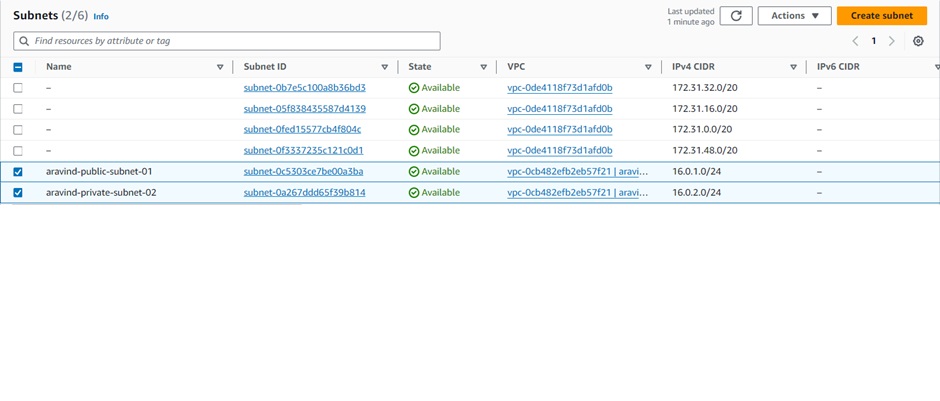 Subnets (2/6) Info
Last updated
1 minute ago
Actions
Create subnet
Find resources by attribute or tag
1
Name Subnet ID State VPC IPv4 CIDR IPv6 CIDR
– subnet-0b7e5c100a8b36bd3 Available vpc-0de4118f73d1afd0b 172.31.32.0/20 –
– subnet-05f838435587d4139 Available vpc-0de4118f73d1afd0b 172.31.16.0/20 –
– subnet-0fed15577cb4f804c Available vpc-0de4118f73d1afd0b 172.31.0.0/20 –
– subnet-0f3337235c121c0d1 Available vpc-0de4118f73d1afd0b 172.31.48.0/20 –
aravind-public-subnet-01 subnet-0c5303ce7be00a3ba Available vpc-0cb482efb2eb57f21 | aravi... 16.0.1.0/24 –
aravind-private-subnet-02 subnet-0a267ddd65f39b814 Available vpc-0cb482efb2eb57f21 | aravi... 16.0.2.0/24 –